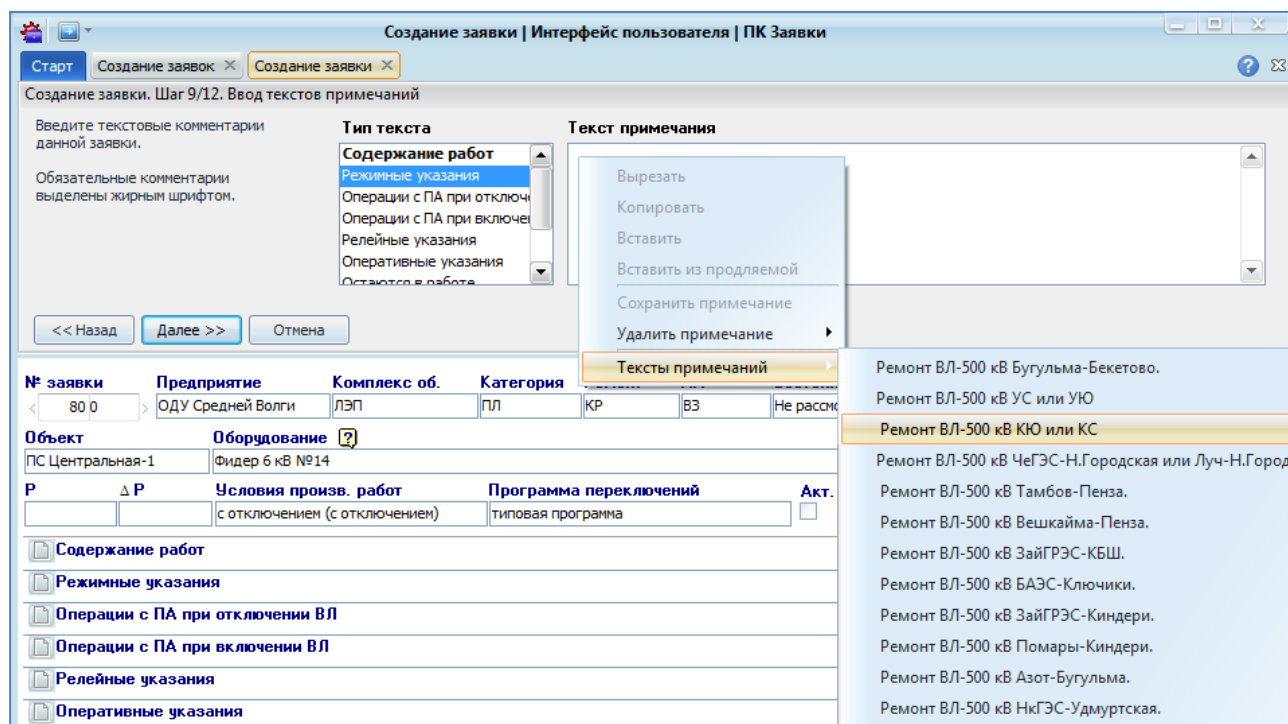 Создание заявки | Интерфейс пользователя | ПК Заявки
Старт Создание заявок Создание заявки
Создание заявки. Шаг 9/12. Ввод текстов примечаний
Введите текстовые комментарии
данной заявки.
Обязательные комментарии
выделены жирным шрифтом.
Тип текста
Содержание работ
Режимные указания
Операции с ПА при отключе
Операции с ПА при включен
Релейные указания
Оперативные указания
Остаются в работе
Текст примечания
Вырезать
Копировать
Вставить
Вставить из продляемой
Сохранить примечание
Удалить примечание
Тексты примечаний
Ремонт ВЛ-500 кВ Бугульма-Бекетово.
Ремонт ВЛ-500 кВ УС или УЮ
Ремонт ВЛ-500 кВ КЮ или КС
Ремонт ВЛ-500 кВ ЧеГЭС-Н.Городская или Луч-Н.Город
Ремонт ВЛ-500 кВ Тамбов-Пенза.
Ремонт ВЛ-500 кВ Вешкайма-Пенза.
Ремонт ВЛ-500 кВ ЗайГРЭС-КБШ.
Ремонт ВЛ-500 кВ БАЭС-Ключики.
Ремонт ВЛ-500 кВ ЗайГРЭС-Киндери.
Ремонт ВЛ-500 кВ Помары-Киндери.
Ремонт ВЛ-500 кВ Азот-Бугульма.
Ремонт ВЛ-500 кВ НкГЭС-Удмуртская.
<< Назад Далее >> Отмена
№ заявки Предприятие Комплекс об. Категория
80 0 ОДУ Средней Волги ЛЭП ПЛ КР ВЗ Не рассмо
Объект Оборудование
ПС Центральная-1 Фидер 6 кВ №14
Р Δ Р Условия произв. работ Программа переключений Акт.
с отключением (с отключением) типовая программа
Содержание работ
Режимные указания
Операции с ПА при отключении ВЛ
Операции с ПА при включении ВЛ
Релейные указания
Оперативные указания